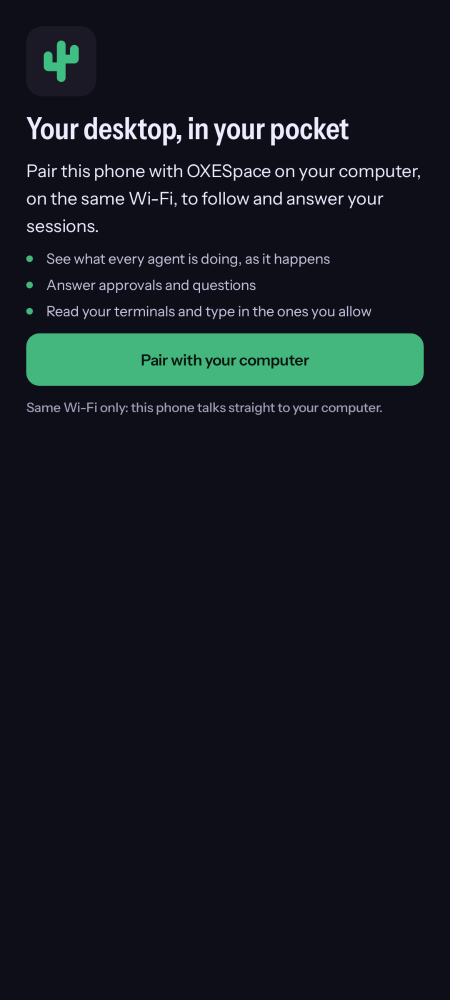 Your desktop, in your pocket
Pair this phone with OXESpace on your computer,
on the same Wi-Fi, to follow and answer your
sessions.
See what every agent is doing, as it happens
Answer approvals and questions
Read your terminals and type in the ones you allow
Pair with your computer
Same Wi-Fi only: this phone talks straight to your computer.